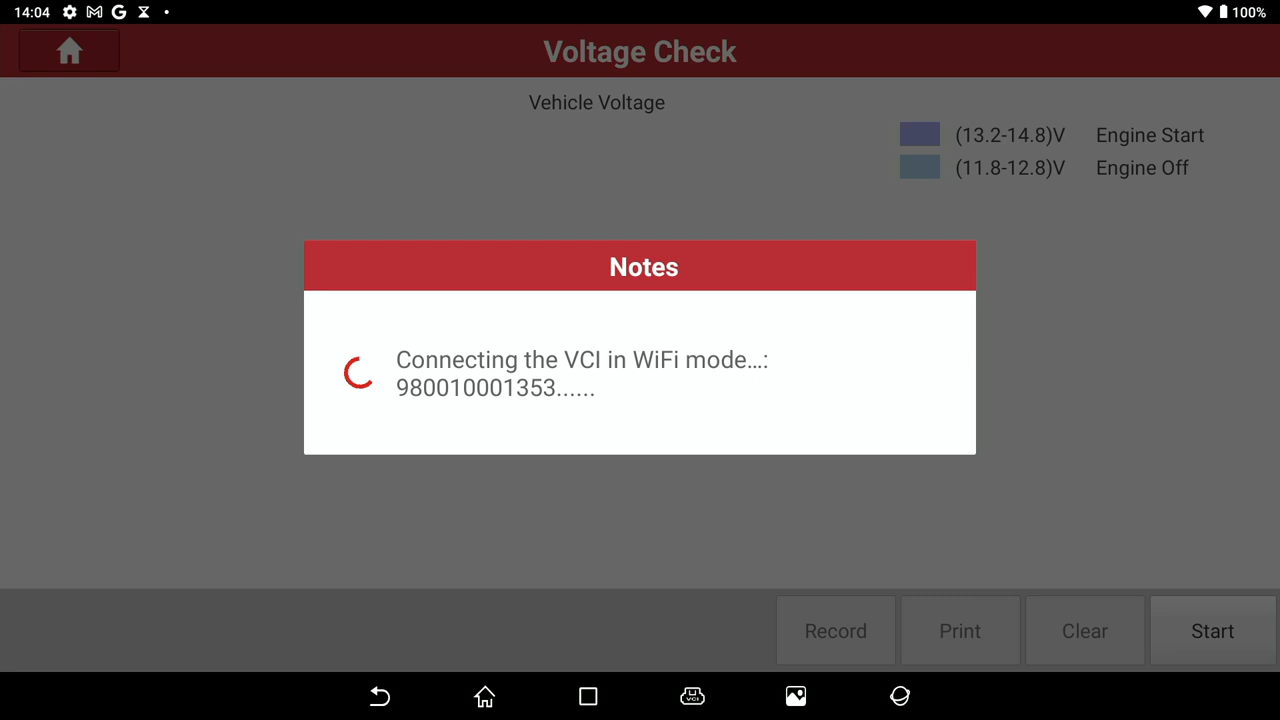 14:04
100%
Voltage Check
Vehicle Voltage
(13.2-14.8)V Engine Start
(11.8-12.8)V Engine Off
Notes
Connecting the VCI in WiFi mode...:
980010001353......
Record Print Clear Start
VCI